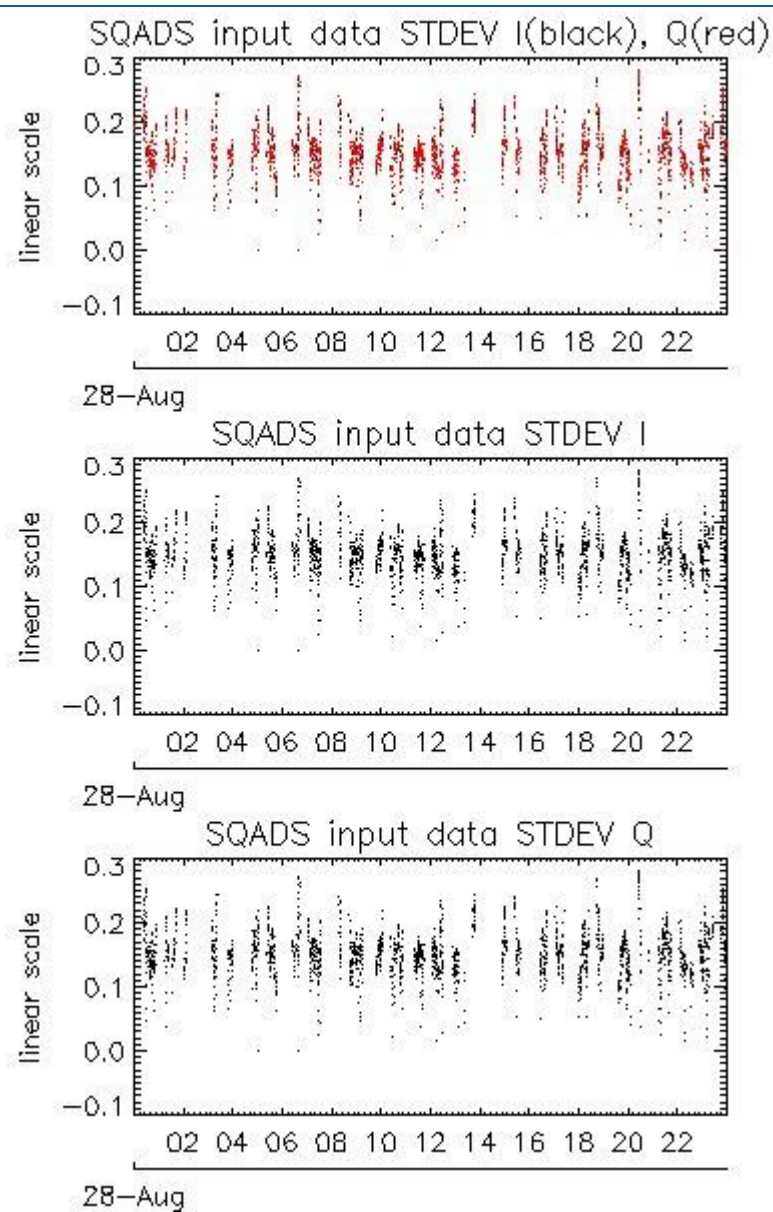 SQADS input data STDEV I(black), Q(red)
0.3
0.2
0.1
0.0
−0.1
linear scale
02 04 06 08 10 12 14 16 18 20 22
28−Aug
SQADS input data STDEV I
0.3
0.2
0.1
0.0
−0.1
linear scale
02 04 06 08 10 12 14 16 18 20 22
28−Aug
SQADS input data STDEV Q
0.3
0.2
0.1
0.0
−0.1
linear scale
02 04 06 08 10 12 14 16 18 20 22
28−Aug